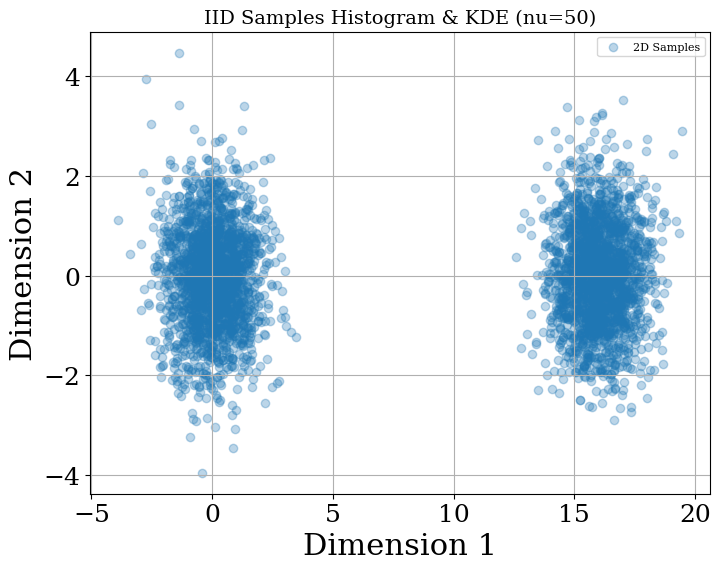 IID Samples Histogram & KDE (nu=50)
2D Samples
Dimension 2
4
2
0
−2
−4
−5 0 5 10 15 20
Dimension 1